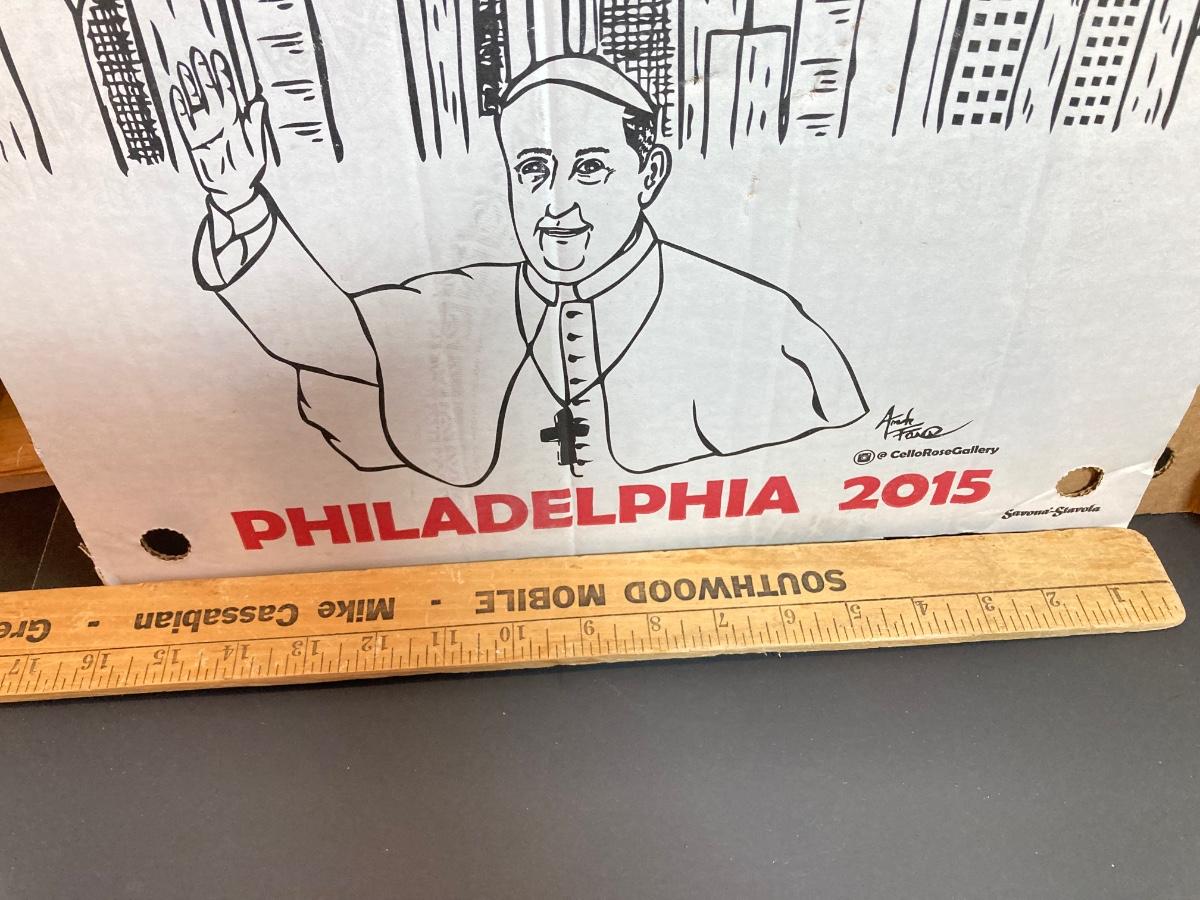 @ CelloRoseGallery
PHILADELPHIA 2015
Savona-Stavola
SOUTHWOOD MOBILE - Mike Cassabian - Gre
1 2 3 4 5 6 7 8 9 10 11 12 13 14 15 16 17